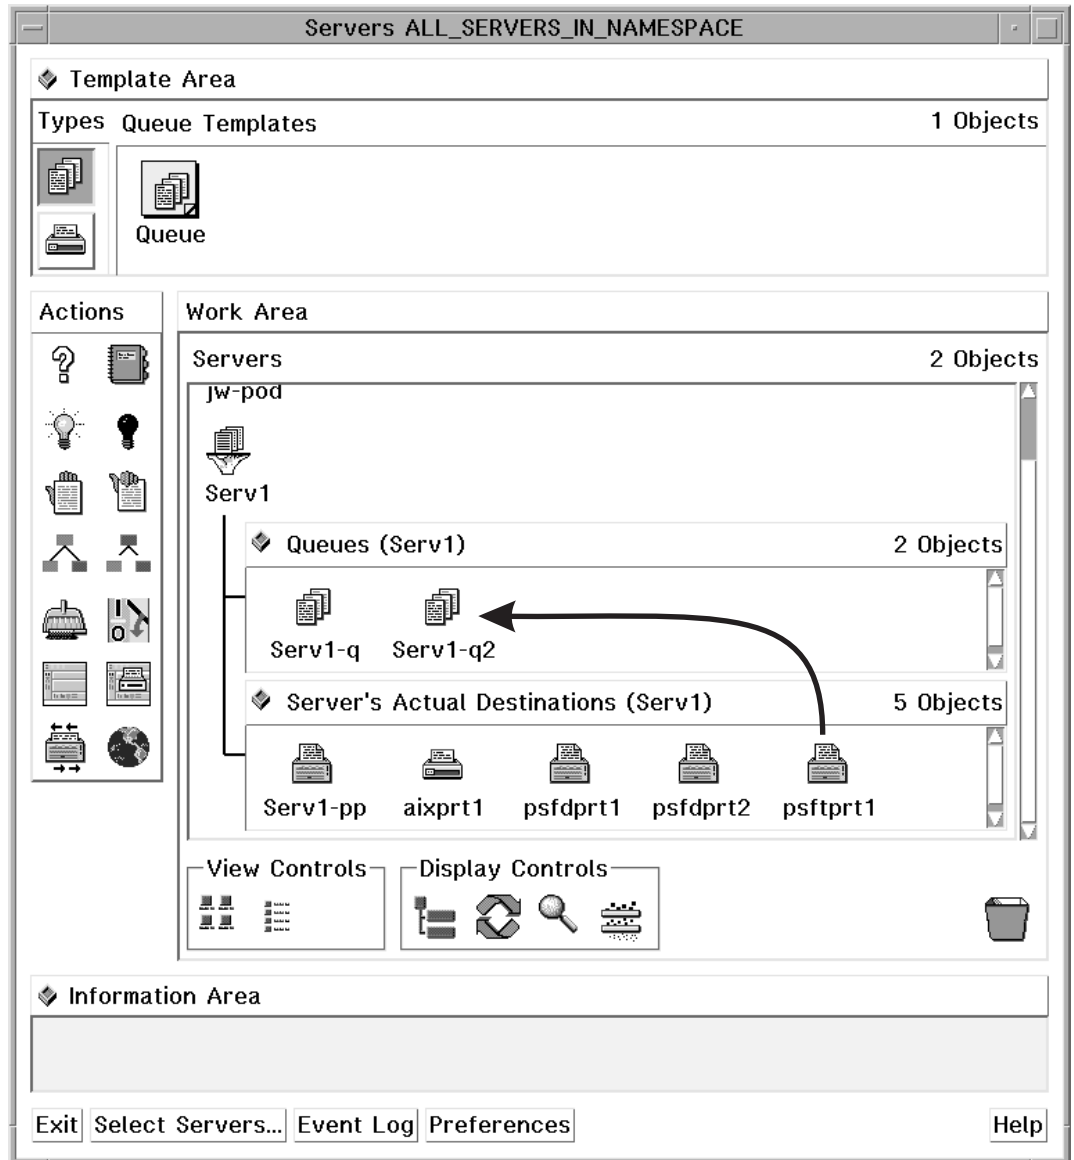 Servers ALL_SERVERS_IN_NAMESPACE
Template Area
Types Queue Templates 1 Objects
Queue
Actions
Work Area
Servers 2 Objects
jw-pod
Serv1
Queues (Serv1) 2 Objects
Serv1-q Serv1-q2
Server's Actual Destinations (Serv1) 5 Objects
Serv1-pp aixprt1 psfdprt1 psfdprt2 psftprt1
View Controls Display Controls
Information Area
Exit Select Servers... Event Log Preferences Help